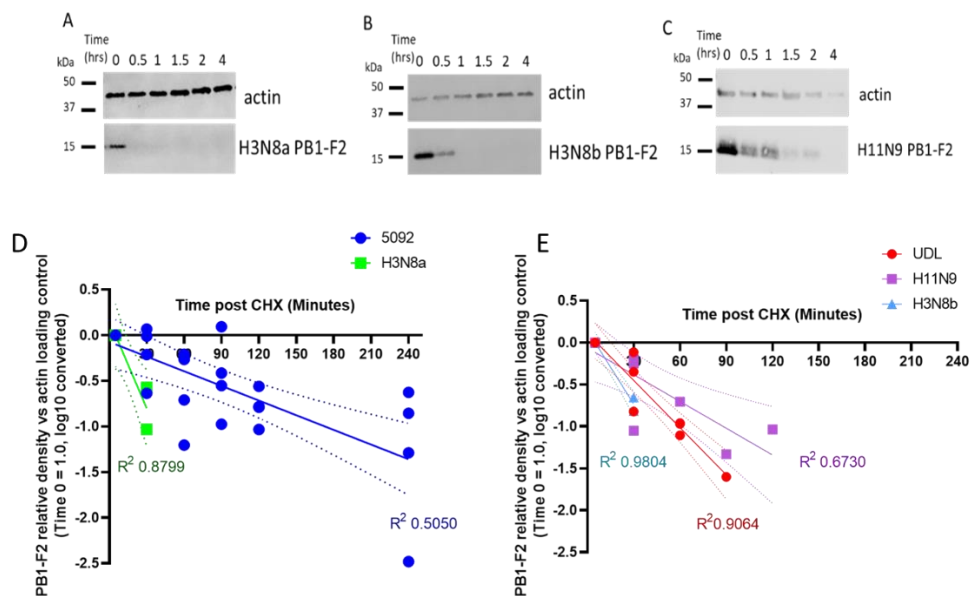 A
Time
(hrs) 0 0.5 1 1.5 2 4
kDa
50
37
actin
15
H3N8a PB1-F2
B
Time
(hrs) 0 0.5 1 1.5 2 4
kDa
50
37
actin
15
H3N8b PB1-F2
C
Time
(hrs) 0 0.5 1 1.5 2 4
kDa
50
37
actin
15
H11N9 PB1-F2
D
5092
H3N8a
PB1-F2 relative density vs actin loading control
(Time 0 = 1.0, log10 converted)
Time post CHX (Minutes)
0.5
0.0
-0.5
-1.0
-1.5
-2.0
-2.5
90 120 150 180 210 240
R² 0.8799
R² 0.5050
E
UDL
H11N9
H3N8b
PB1-F2 relative density vs actin loading control
(Time 0 = 1.0, log10 converted)
Time post CHX (Minutes)
0.5
0.0
-0.5
-1.0
-1.5
-2.0
-2.5
30 60 90 120 150 180 210 240
R² 0.9804
R² 0.6730
R² 0.9064